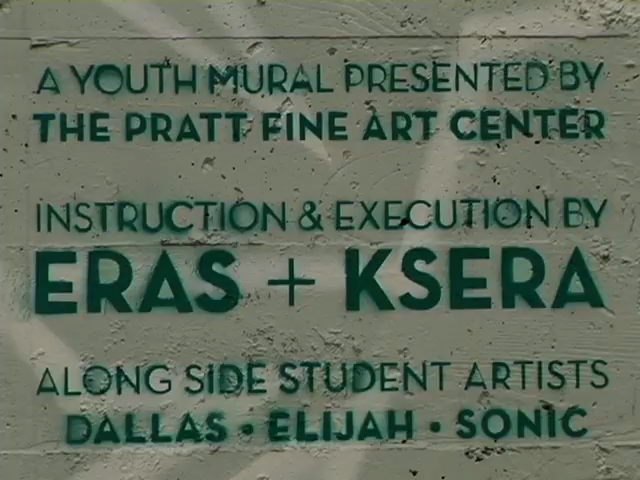 A YOUTH MURAL PRESENTED BY
THE PRATT FINE ART CENTER
INSTRUCTION & EXECUTION BY
ERAS + KSERA
ALONG SIDE STUDENT ARTISTS
DALLAS • ELIJAH • SONIC